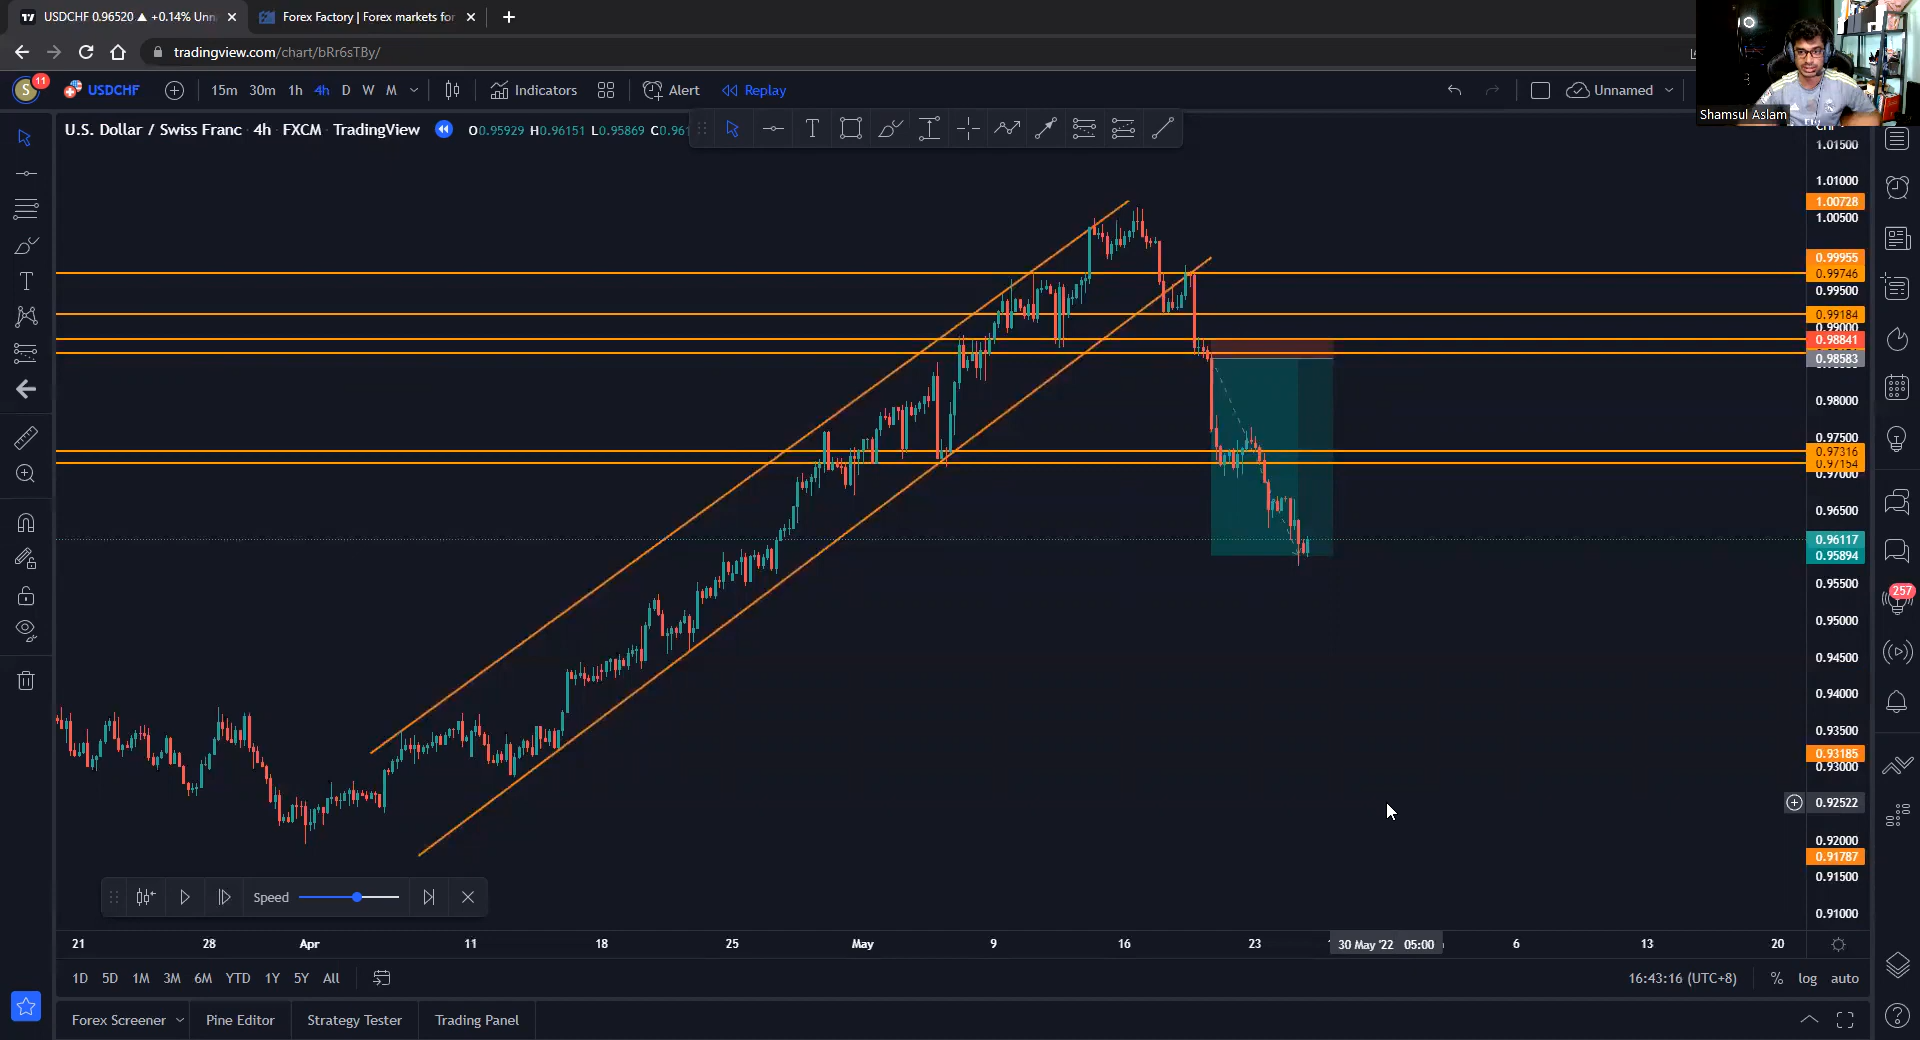 USDCHF 0.96520 ▲ +0.14% Unn
Forex Factory | Forex markets for
tradingview.com/chart/bRr6sTBy/
S
11
USDCHF
15m 30m 1h 4h D W M
Indicators
Alert
Replay
Unnamed
Shamsul Aslam
U.S. Dollar / Swiss Franc · 4h · FXCM · TradingView
O0.95929 H0.96151 L0.95869 C0.961
1.01500
1.01000
1.00728
1.00500
0.99955
0.99746
0.99500
0.99184
0.99000
0.98841
0.98583
0.98000
0.97500
0.97316
0.97154
0.97000
0.96500
0.96117
0.95894
0.95500
0.95000
0.94500
0.94000
0.93500
0.93185
0.93000
0.92522
0.92000
0.91787
0.91500
0.91000
257
Speed
21 28 Apr 11 18 25 May 9 16 23 30 May '22 05:00 6 13 20
1D 5D 1M 3M 6M YTD 1Y 5Y All
16:43:16 (UTC+8) % log auto
Forex Screener Pine Editor Strategy Tester Trading Panel